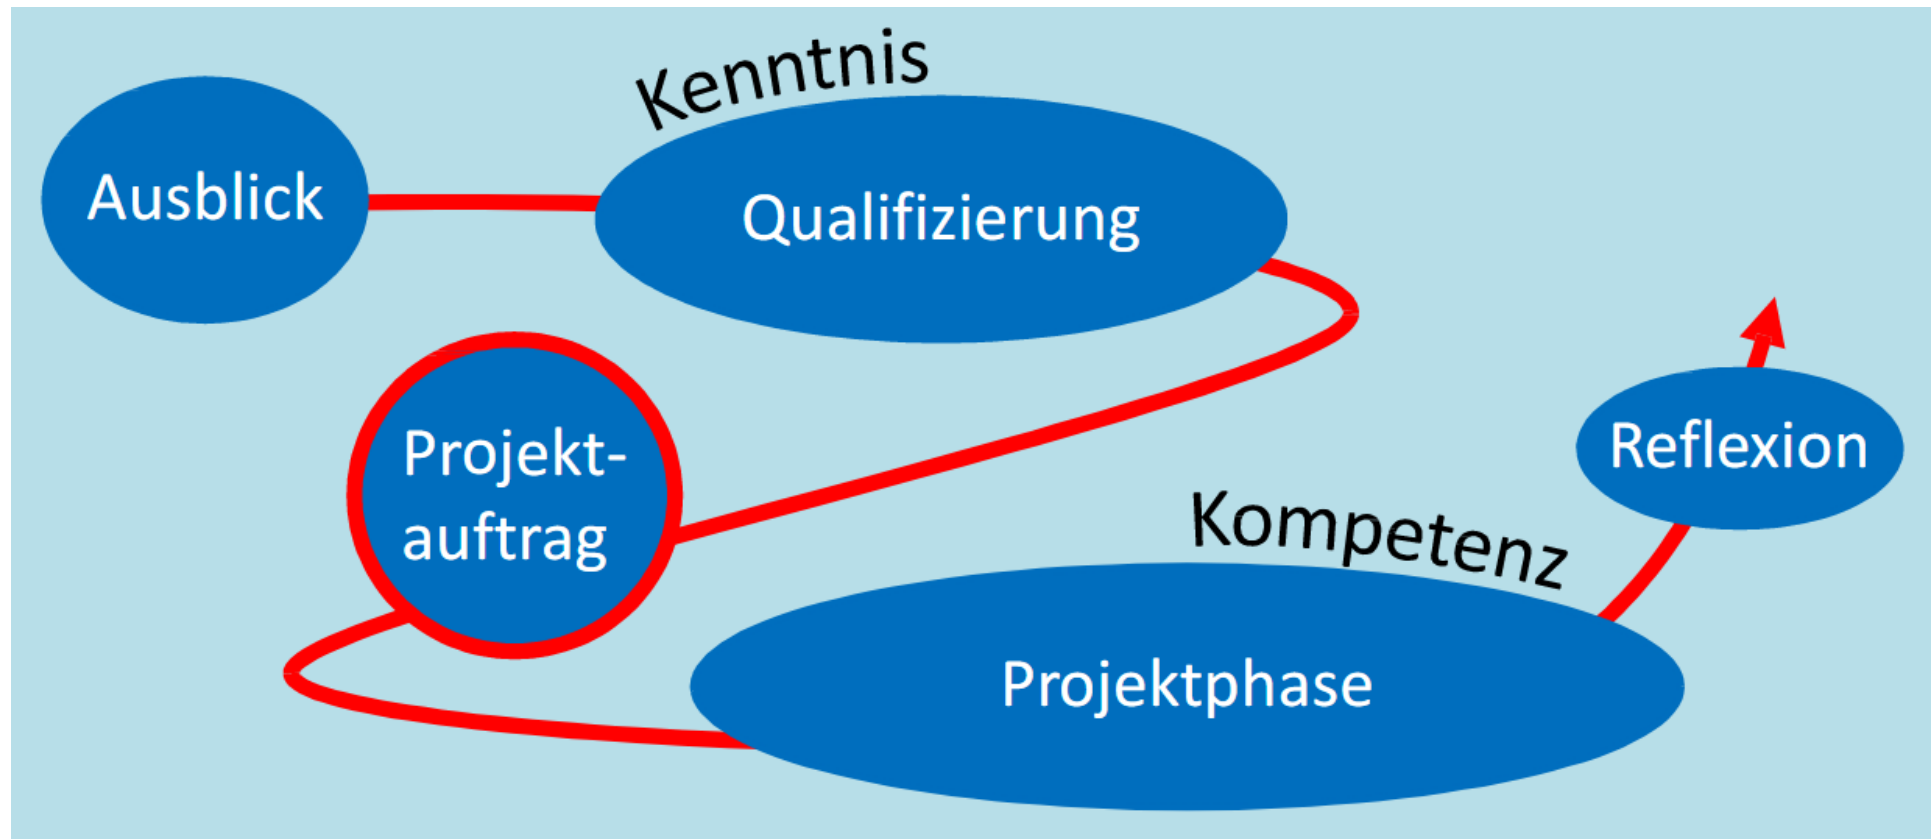 Kenntnis
Ausblick
Qualifizierung
Projekt-
auftrag
Reflexion
Kompetenz
Projektphase